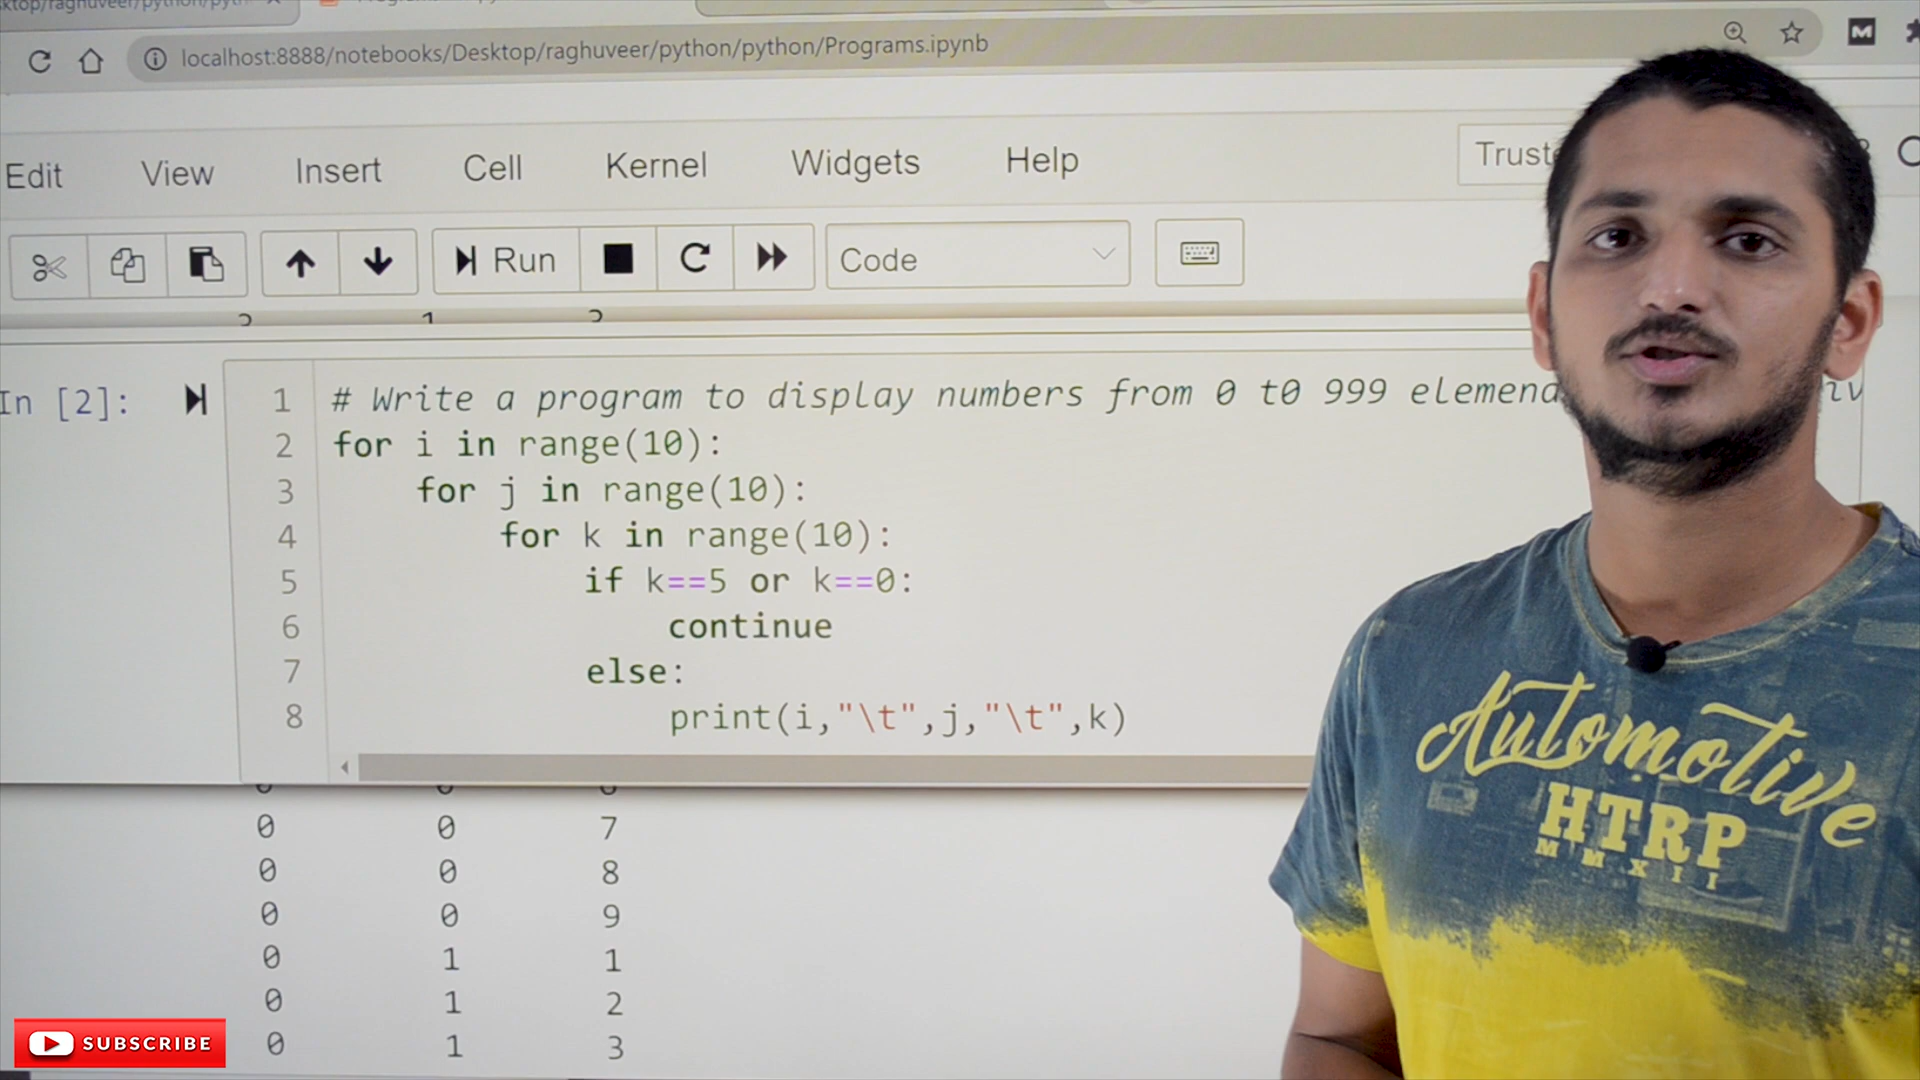 localhost:8888/notebooks/Desktop/raghuveer/python/python/Programs.ipynb
Edit View Insert Cell Kernel Widgets Help
Run Code
In [2]:
1 # Write a program to display numbers from 0 t0 999
2 for i in range(10):
3 for j in range(10):
4 for k in range(10):
5 if k==5 or k==0:
6 continue
7 else:
8 print(i,"\t",j,"\t",k)
0 0 7
0 0 8
0 0 9
0 1 1
0 1 2
0 1 3
SUBSCRIBE
Automotive
HTRP
MMXII